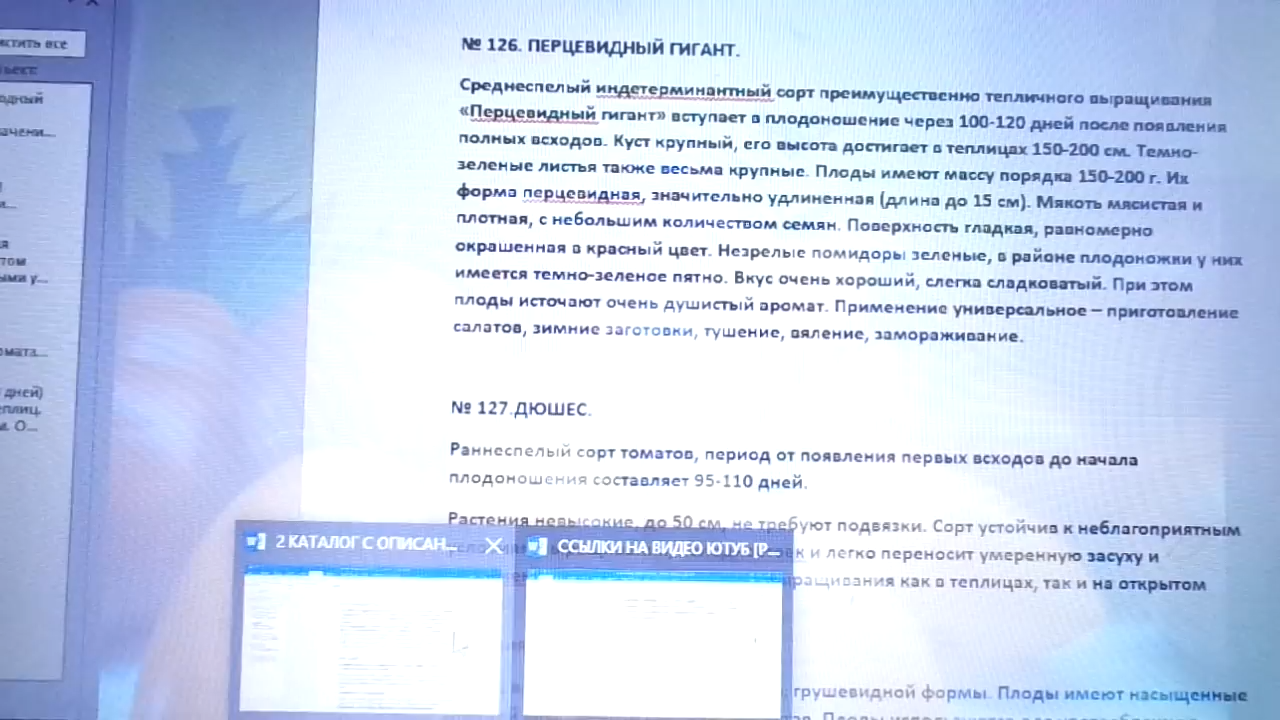 № 126. ПЕРЦЕВИДНЫЙ ГИГАНТ.
Среднеспелый индетерминантный сорт преимущественно тепличного выращивания
«Перцевидный гигант» вступает в плодоношение через 100-120 дней после появления
полных всходов. Куст крупный, его высота достигает в теплицах 150-200 см. Темно-
зеленые листья также весьма крупные. Плоды имеют массу порядка 150-200 г. Их
форма перцевидная, значительно удлиненная (длина до 15 см). Мякоть мясистая и
плотная, с небольшим количеством семян. Поверхность гладкая, равномерно
окрашенная в красный цвет. Незрелые помидоры зеленые, в районе плодоножки у них
имеется темно-зеленое пятно. Вкус очень хороший, слегка сладковатый. При этом
плоды источают очень душистый аромат. Применение универсальное – приготовление
салатов, зимние заготовки, тушение, вяление, замораживание.
№ 127.ДЮШЕС.
Раннеспелый сорт томатов, период от появления первых всходов до начала
плодоношения составляет 95-110 дней.
Растения невысокие, до 50 см, не требуют подвязки. Сорт устойчив к неблагоприятным
и легко переносит умеренную засуху и
как в теплицах, так и на открытом
грушевидной формы. Плоды имеют насыщенные
2 КАТАЛОГ С ОПИСАН...
ССЫЛКИ НА ВИДЕО ЮТУБ [Р...
все
дней)